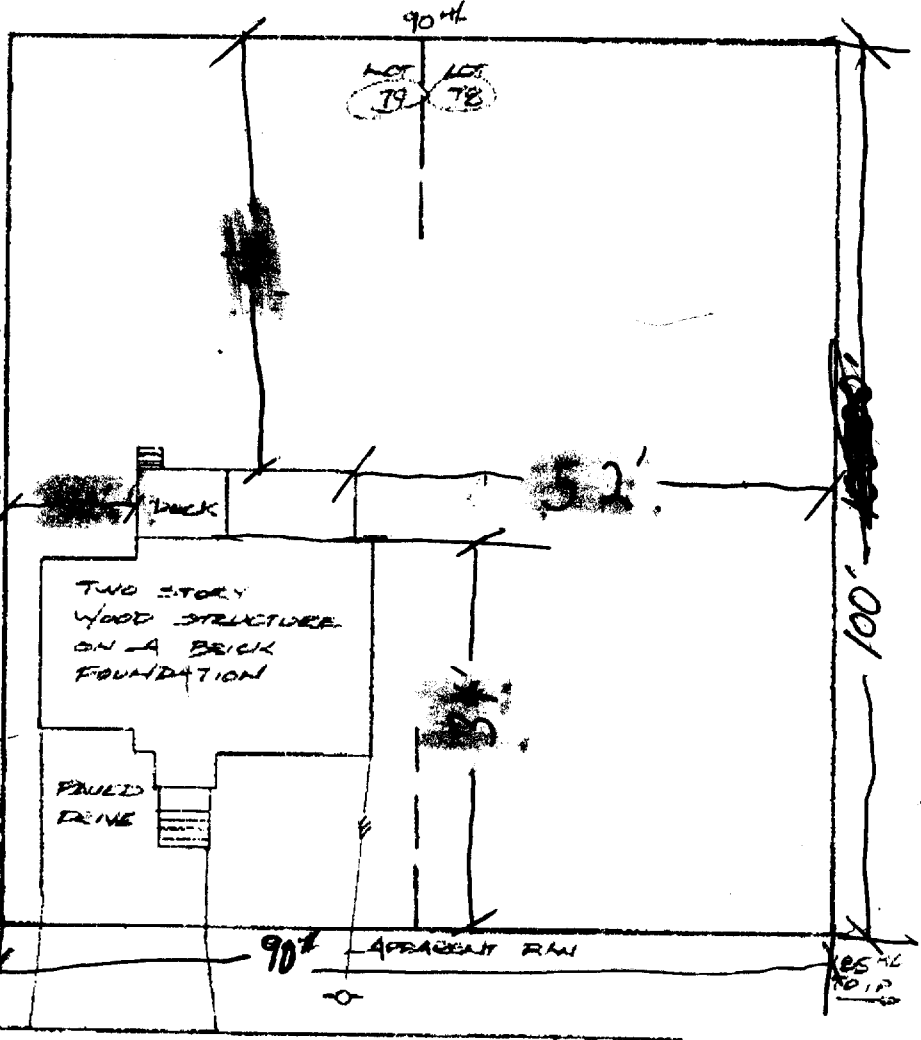 90'±
LOT LOT
79 78
52'
DECK
TWO STORY
WOOD STRUCTURE
ON A BRICK
FOUNDATION
100'
PAVED
DRIVE
90'±
APPARENT R/W